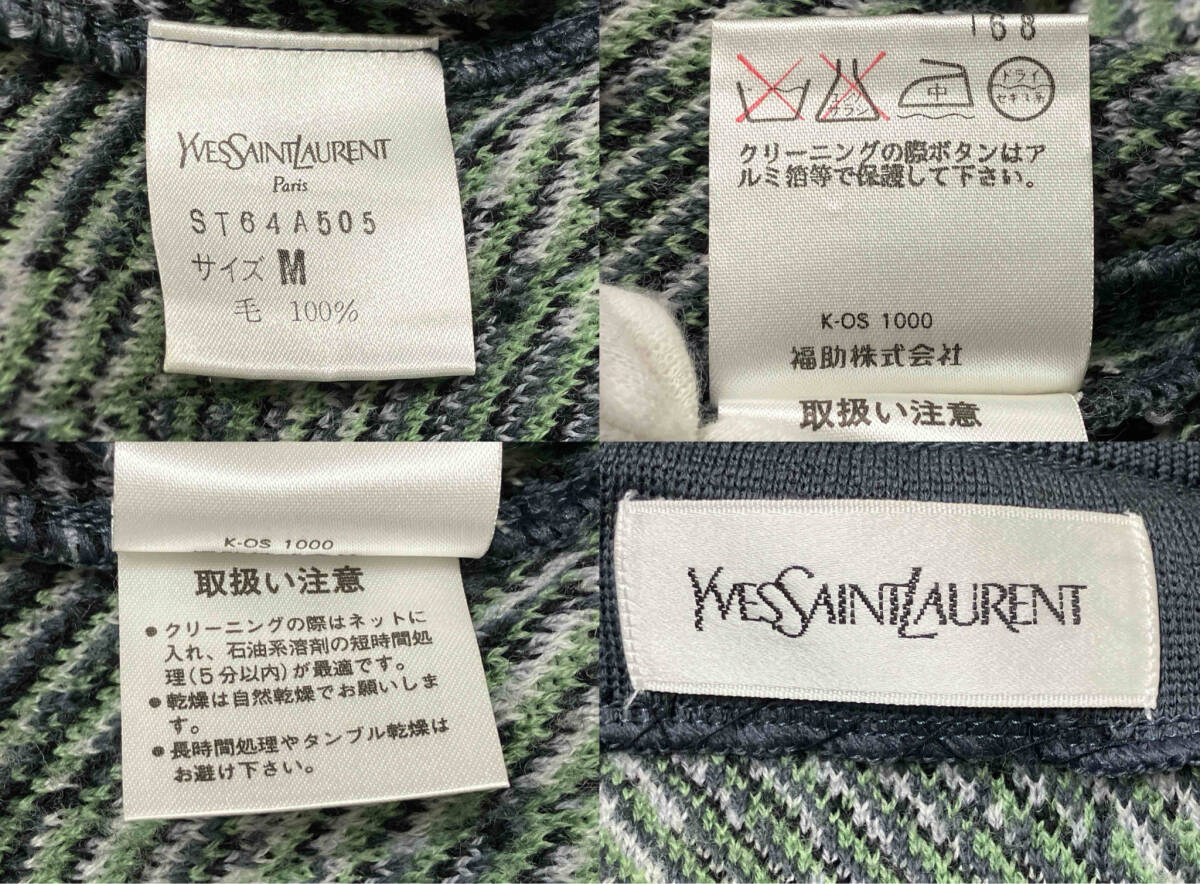 YVESSAINTLAURENT
Paris
ST64A505
サイズ M
毛 100%
168
中
ドライ
セキユ系
クリーニングの際ボタンはア
ルミ箔等で保護して下さい。
K-OS 1000
福助株式会社
取扱い注意
K-OS 1000
取扱い注意
●クリーニングの際はネットに
入れ、石油系溶剤の短時間処
理(5分以内)が最適です。
●乾燥は自然乾燥でお願いしま
す。
●長時間処理やタンブル乾燥は
お避け下さい。
YVESSAINTLAURENT